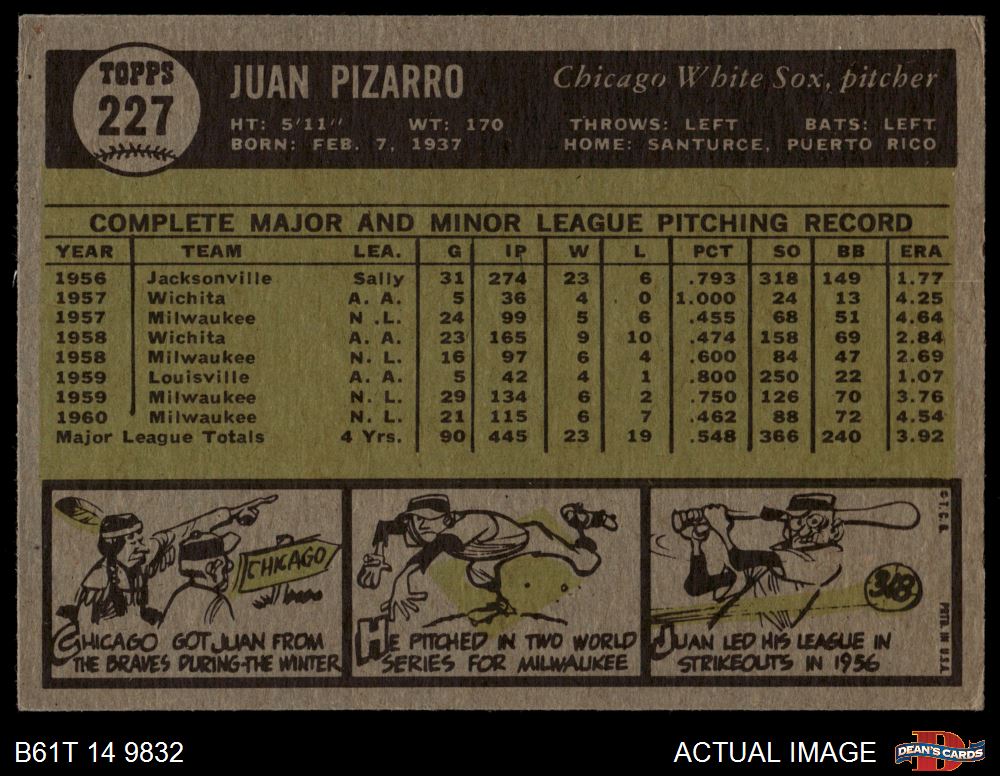 TOPPS
227
JUAN PIZARRO
Chicago White Sox, pitcher
HT: 5'11" WT: 170 THROWS: LEFT BATS: LEFT
BORN: FEB. 7, 1937 HOME: SANTURCE, PUERTO RICO
COMPLETE MAJOR AND MINOR LEAGUE PITCHING RECORD
YEAR TEAM LEA. G IP W L PCT SO BB ERA
1956 Jacksonville Sally 31 274 23 6 .793 318 149 1.77
1957 Wichita A. A. 5 36 4 0 1.000 24 13 4.25
1957 Milwaukee N .L. 24 99 5 6 .455 68 51 4.64
1958 Wichita A. A. 23 165 9 10 .474 158 69 2.84
1958 Milwaukee N. L. 16 97 6 4 .600 84 47 2.69
1959 Louisville A. A. 5 42 4 1 .800 250 22 1.07
1959 Milwaukee N. L. 29 134 6 2 .750 126 70 3.76
1960 Milwaukee N. L. 21 115 6 7 .462 88 72 4.54
Major League Totals 4 Yrs. 90 445 23 19 .548 366 240 3.92
CHICAGO
CHICAGO GOT JUAN FROM
THE BRAVES DURING THE WINTER
HE PITCHED IN TWO WORLD
SERIES FOR MILWAUKEE
318
JUAN LED HIS LEAGUE IN
STRIKEOUTS IN 1956
© T.C.G.
PRTD. IN U.S.A.
B61T 14 9832
ACTUAL IMAGE
DEAN'S CARDS